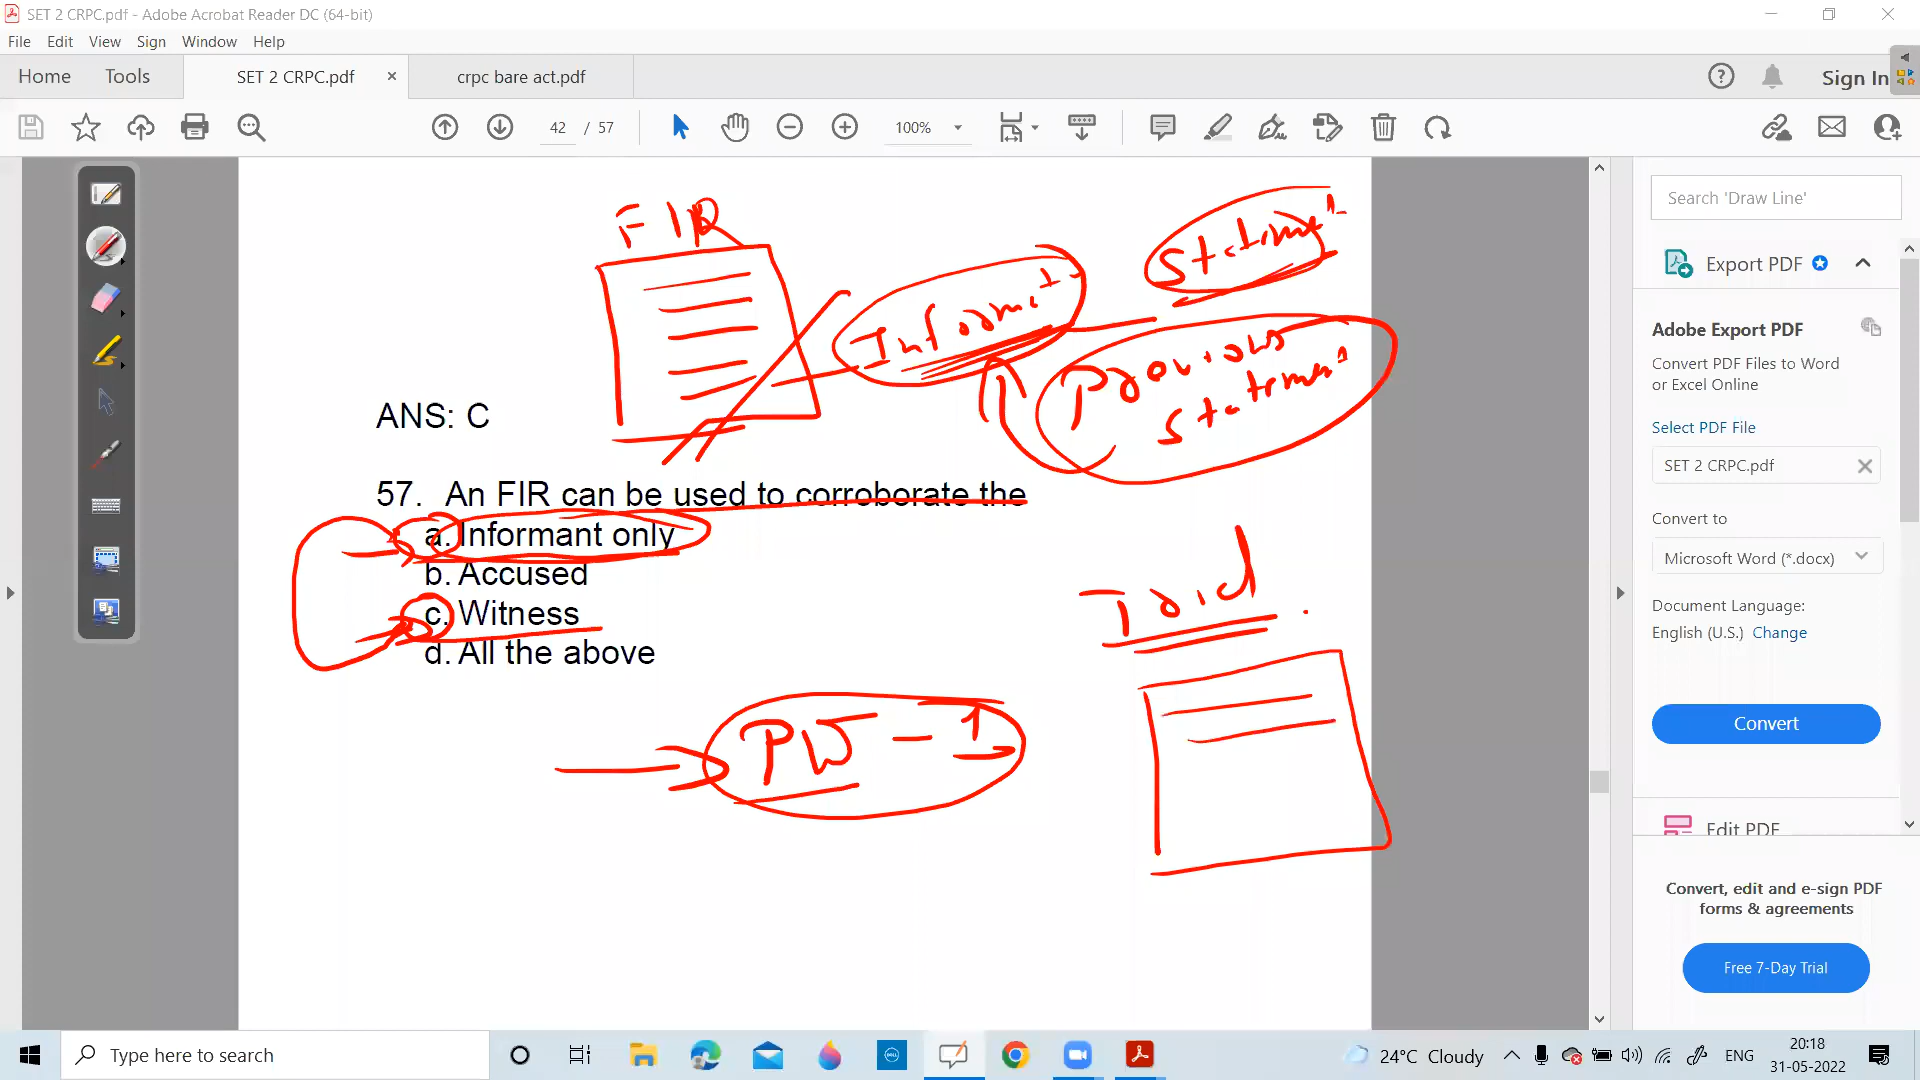 SET 2 CRPC.pdf - Adobe Acrobat Reader DC (64-bit)
File Edit View Sign Window Help
Home Tools SET 2 CRPC.pdf × crpc bare act.pdf Sign In
42 / 57 100%
FIR
Statement
Informant
Previous
Statement
ANS: C
57. An FIR can be used to corroborate the
a. Informant only
b. Accused
c. Witness
d. All the above
Trial
PW - 1
Search 'Draw Line'
Export PDF
Adobe Export PDF
Convert PDF Files to Word
or Excel Online
Select PDF File
SET 2 CRPC.pdf
Convert to
Microsoft Word (*.docx)
Document Language:
English (U.S.) Change
Convert
Edit PDF
Convert, edit and e-sign PDF
forms & agreements
Free 7-Day Trial
Type here to search
24°C Cloudy ENG 20:18
31-05-2022